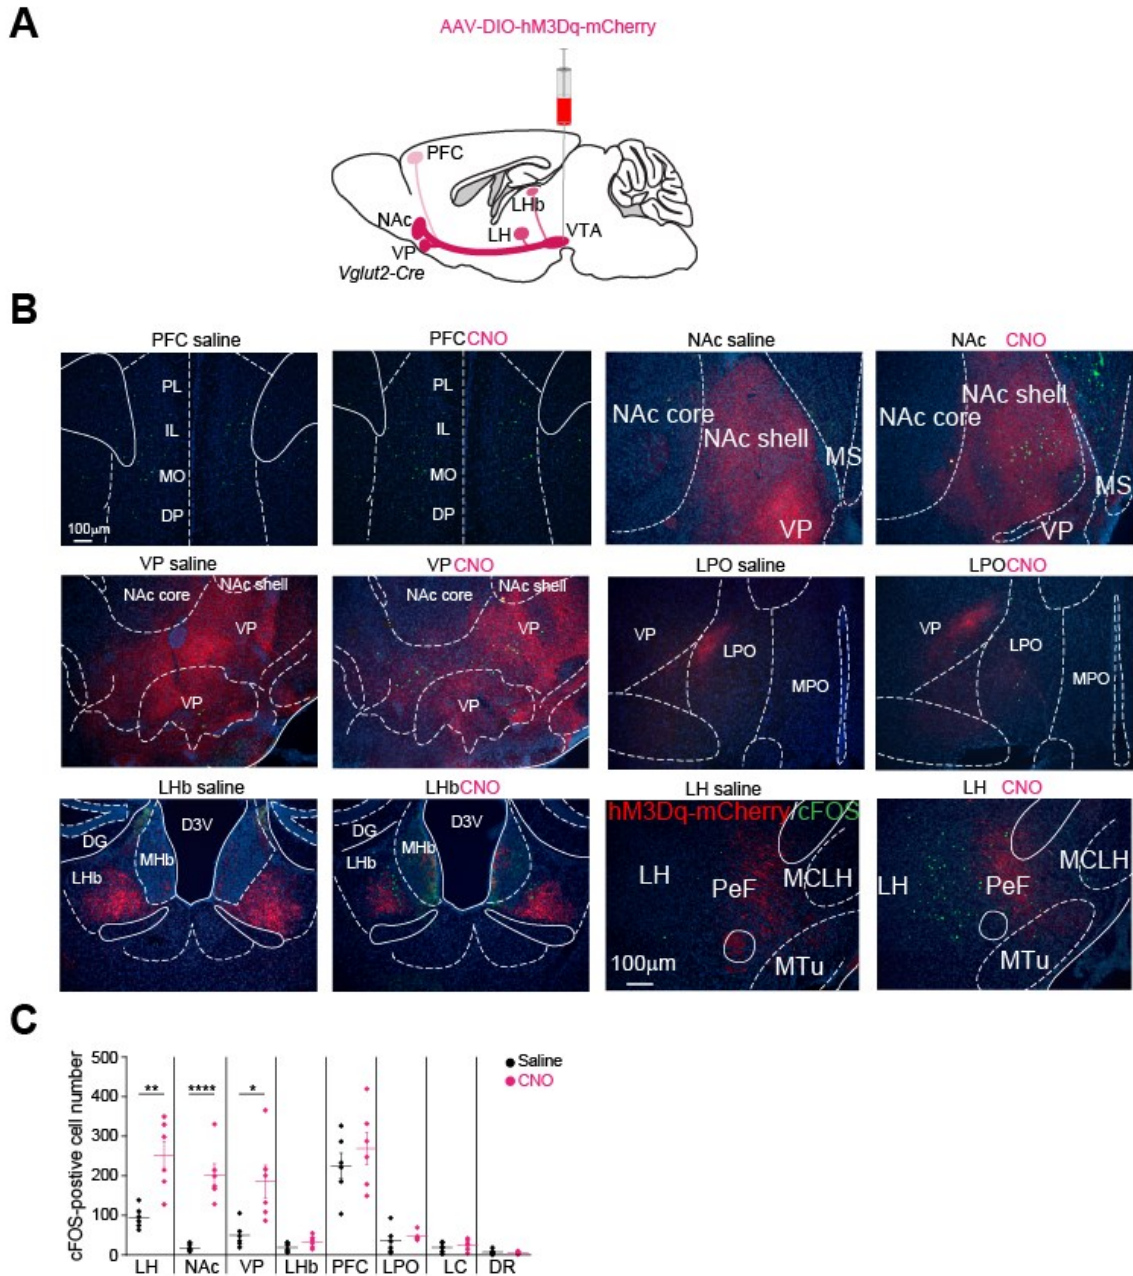 A
AAV-DIO-hM3Dq-mCherry
PFC
LHb
NAc
LH
VTA
VP
Vglut2-Cre
B
PFC saline
PFC CNO
NAc saline
NAc CNO
PL
IL
MO
DP
100μm
PL
IL
MO
DP
NAc core
NAc shell
MS
VP
NAc shell
NAc core
MS
VP
VP saline
VP CNO
LPO saline
LPO CNO
NAc shell
NAc core
VP
VP
NAc shell
NAc core
VP
VP
VP
LPO
MPO
VP
LPO
MPO
LHb saline
LHb CNO
LH saline
LH CNO
D3V
DG
MHb
LHb
D3V
DG
MHb
LHb
hM3Dq-mCherry/cFOS
LH
PeF
MCLH
MTu
100μm
LH
PeF
MCLH
MTu
C
cFOS-postive cell number
500
400
300
200
100
0
** **** *
Saline
CNO
LH NAc VP LHb PFC LPO LC DR